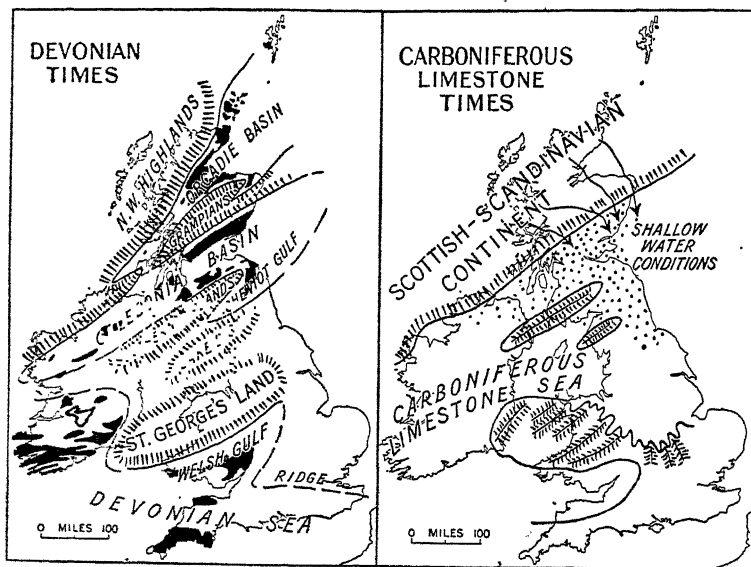 DEVONIAN
TIMES
N.W. HIGHLANDS
ORCADIE BASIN
GRAMPIANS
BASIN
CHEVIOT GULF
ST. GEORGE'S LAND
WELSH GULF
RIDGE
DEVONIAN SEA
0 MILES 100
CARBONIFEROUS
LIMESTONE
TIMES
SCOTTISH-SCANDINAVIAN
CONTINENT
SHALLOW
WATER
CONDITIONS
CARBONIFEROUS
LIMESTONE SEA
0 MILES 100